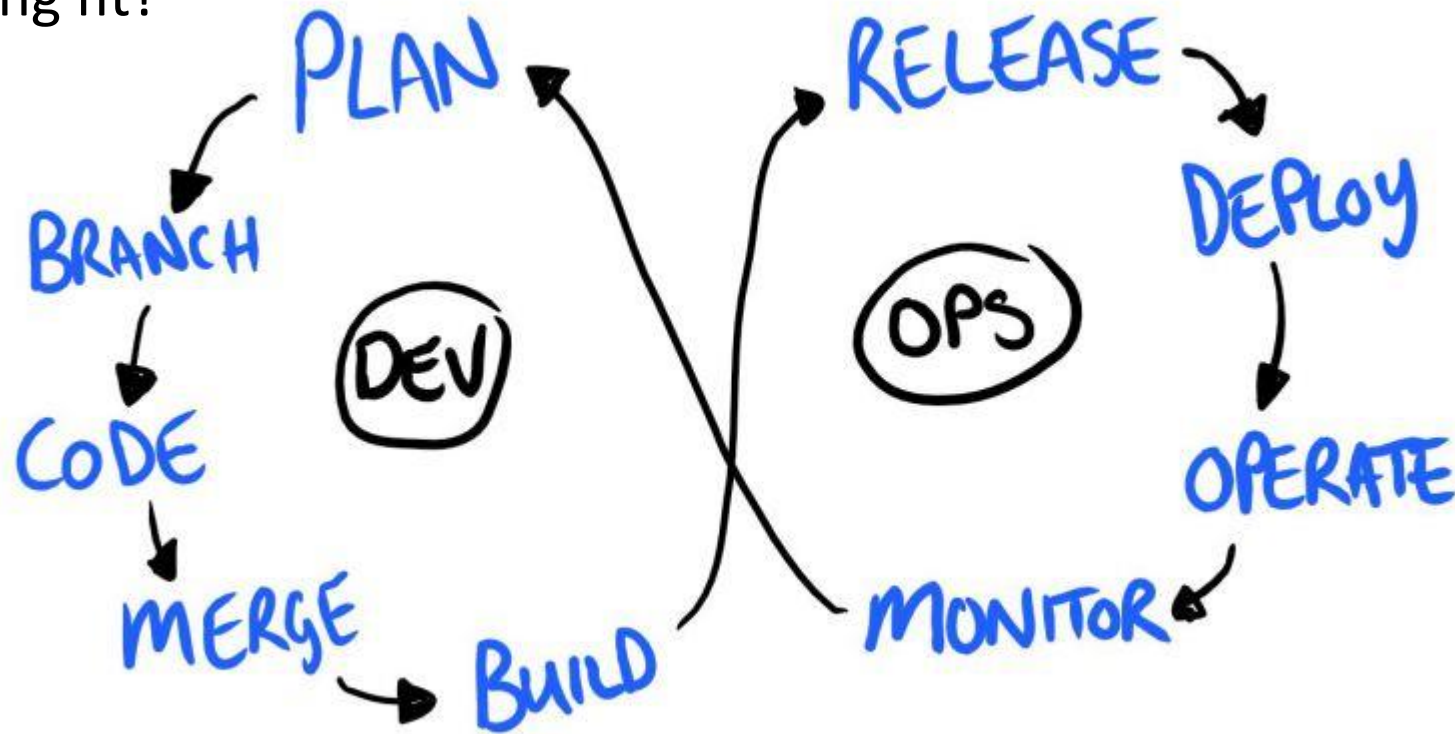 PLAN
BRANCH
CODE
MERGE
BUILD
DEV
RELEASE
DEPLOY
OPERATE
MONITOR
OPS